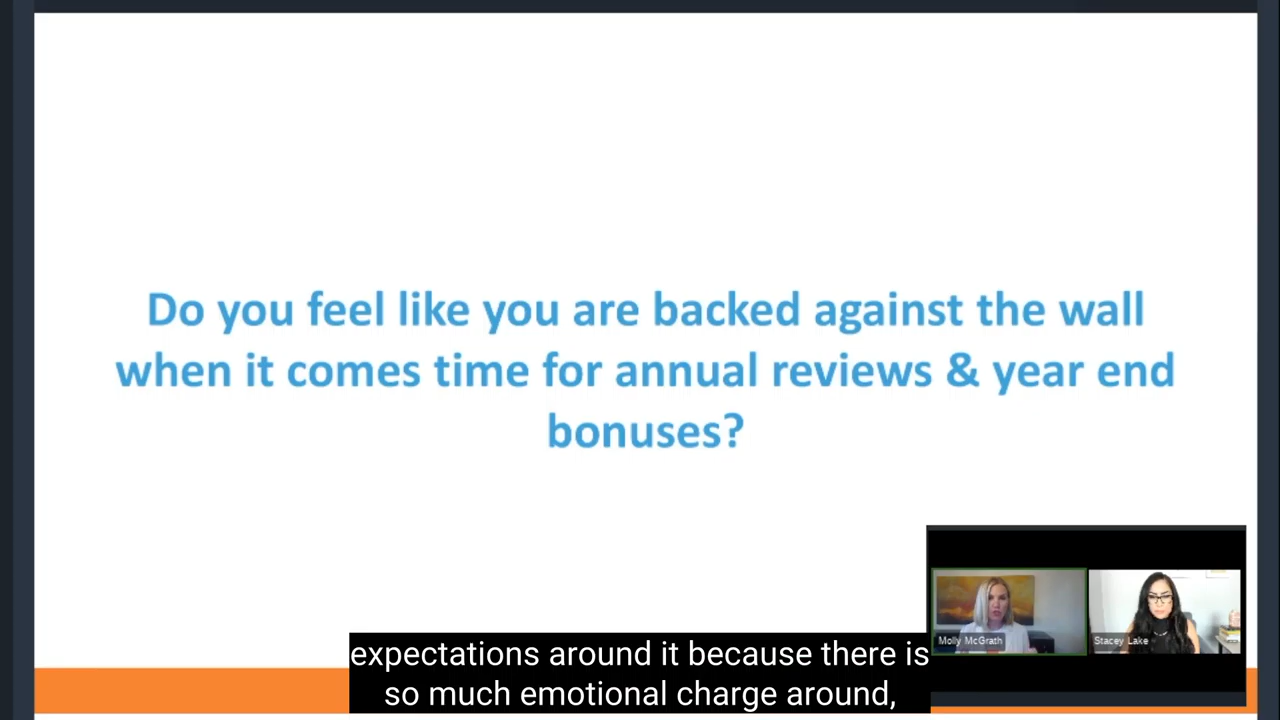 Do you feel like you are backed against the wall
when it comes time for annual reviews & year end
bonuses?
Molly McGrath
Stacey Lake
expectations around it because there is
so much emotional charge around,